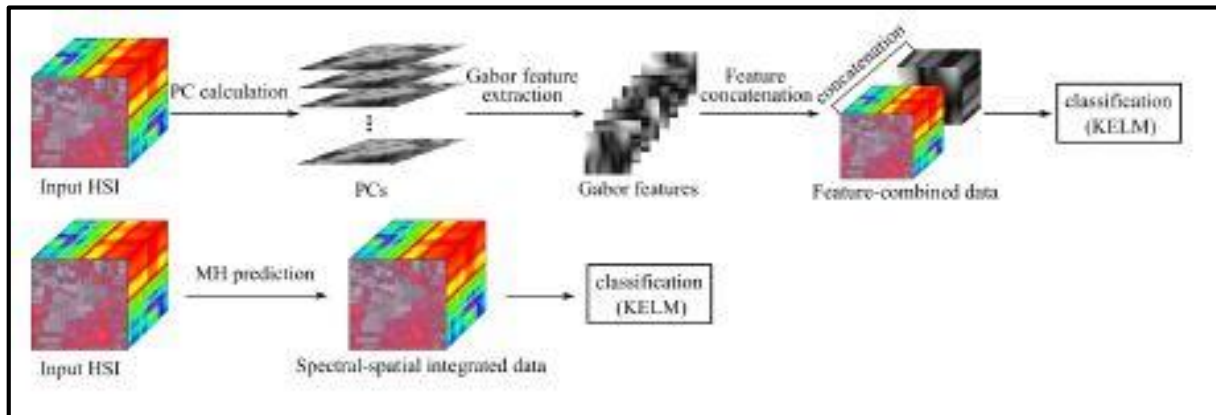 PC calculation
Gabor feature
extraction
Feature
concatenation
concatenation
classification
(KELM)
Input HSI
PCs
Gabor features
Feature-combined data
MH prediction
classification
(KELM)
Input HSI
Spectral-spatial integrated data